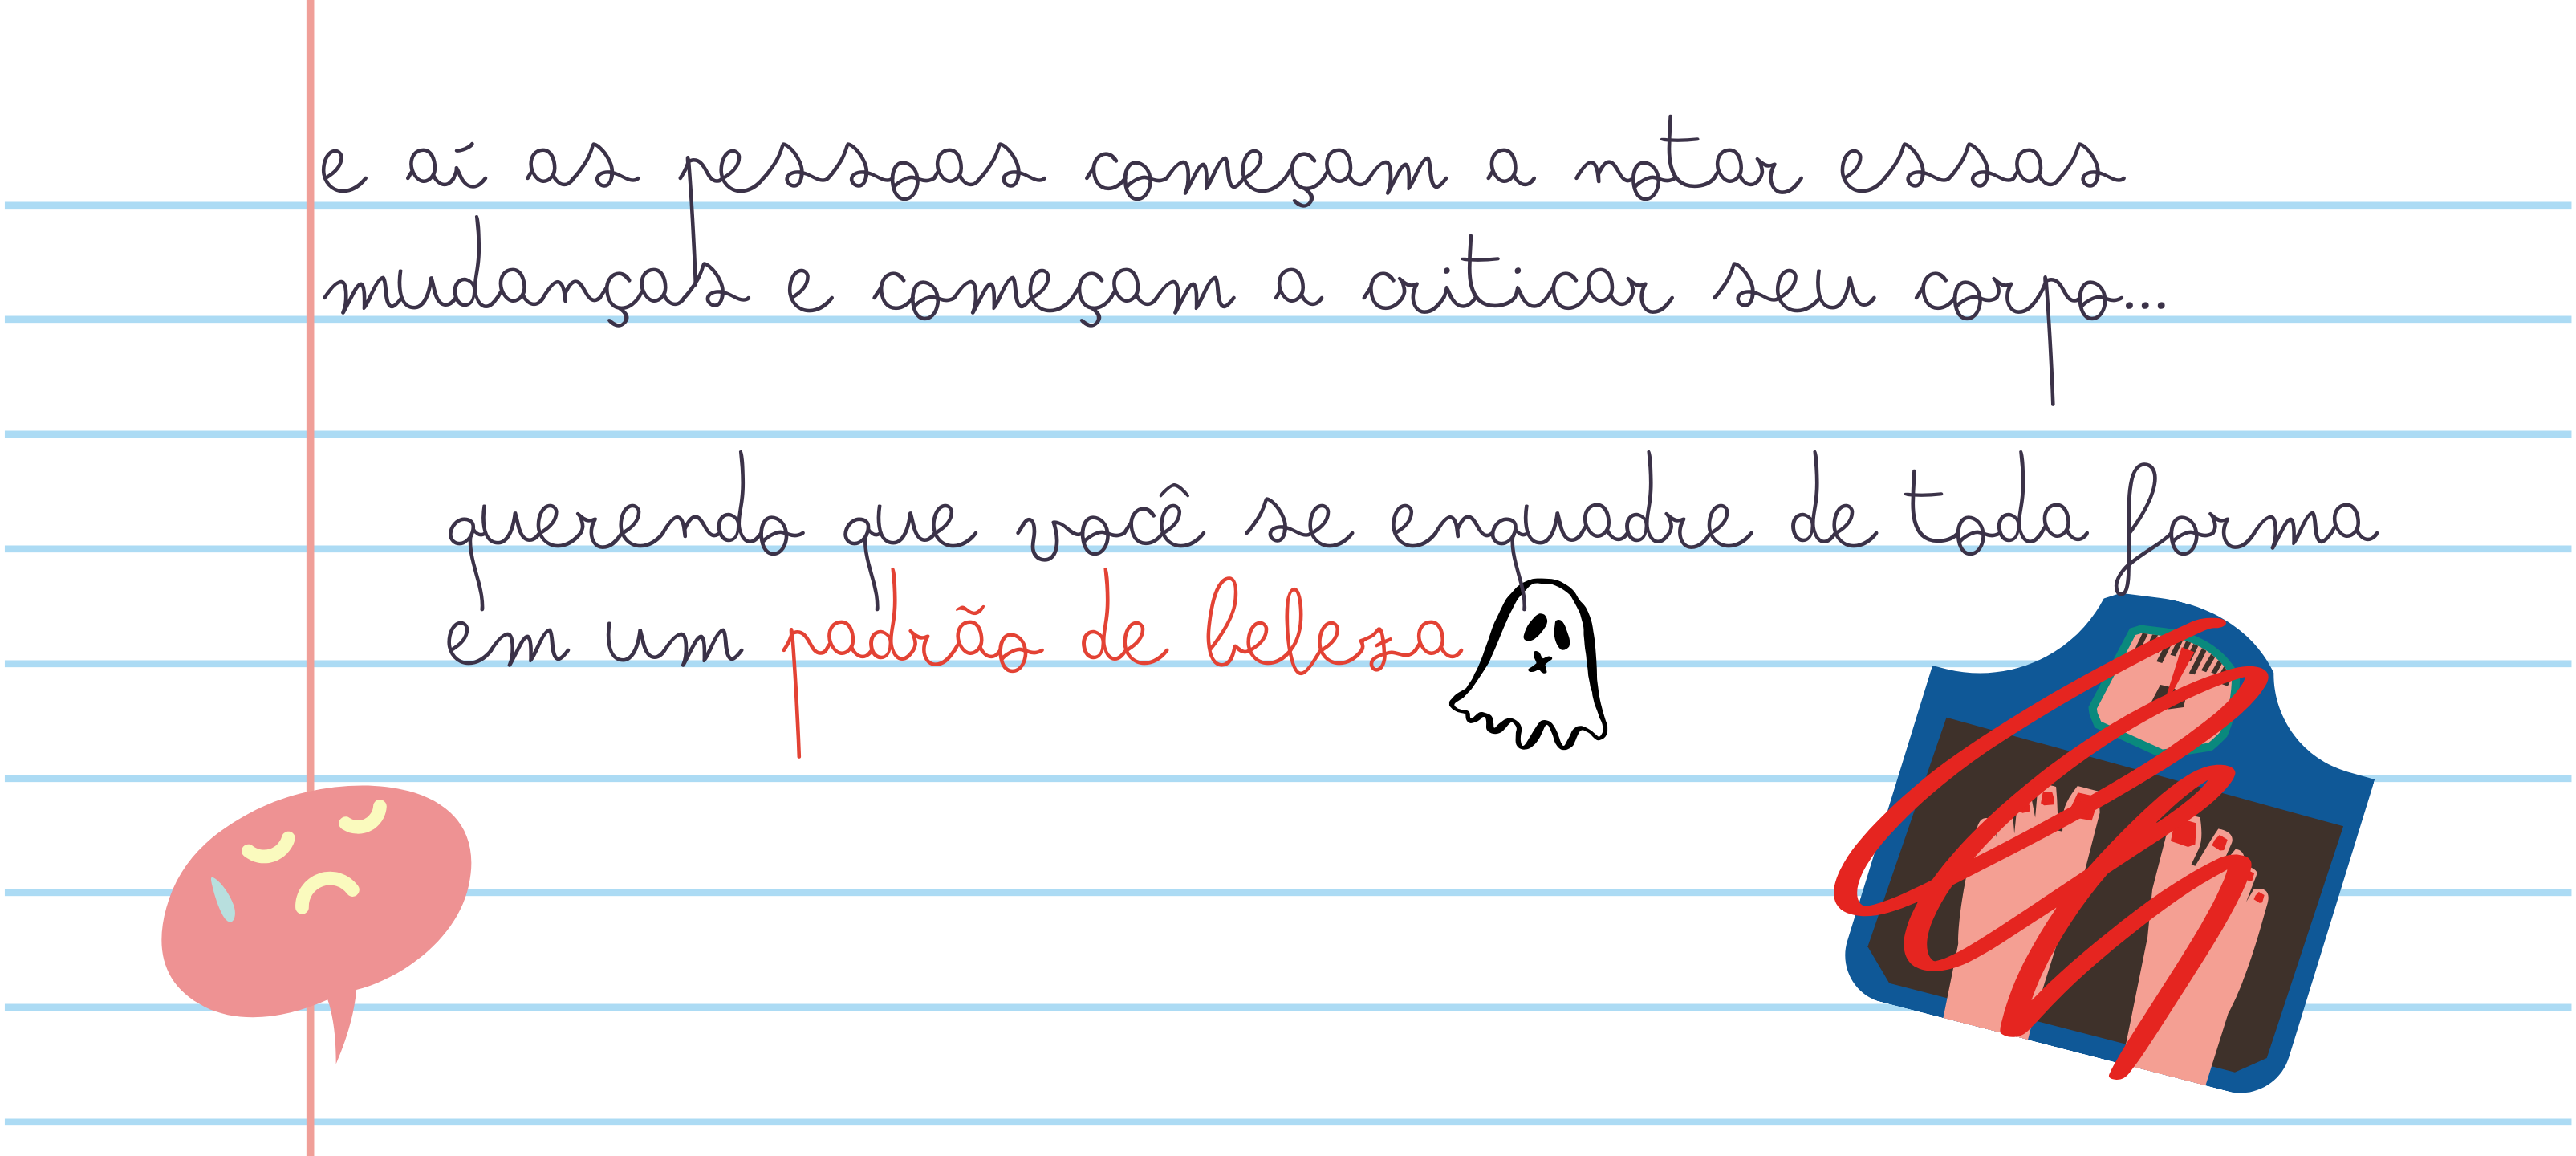 e aí as pessoas começam a notar essas
mudanças e começam a criticar seu corpo...
querendo que você se enquadre de toda forma
em um padrão de beleza